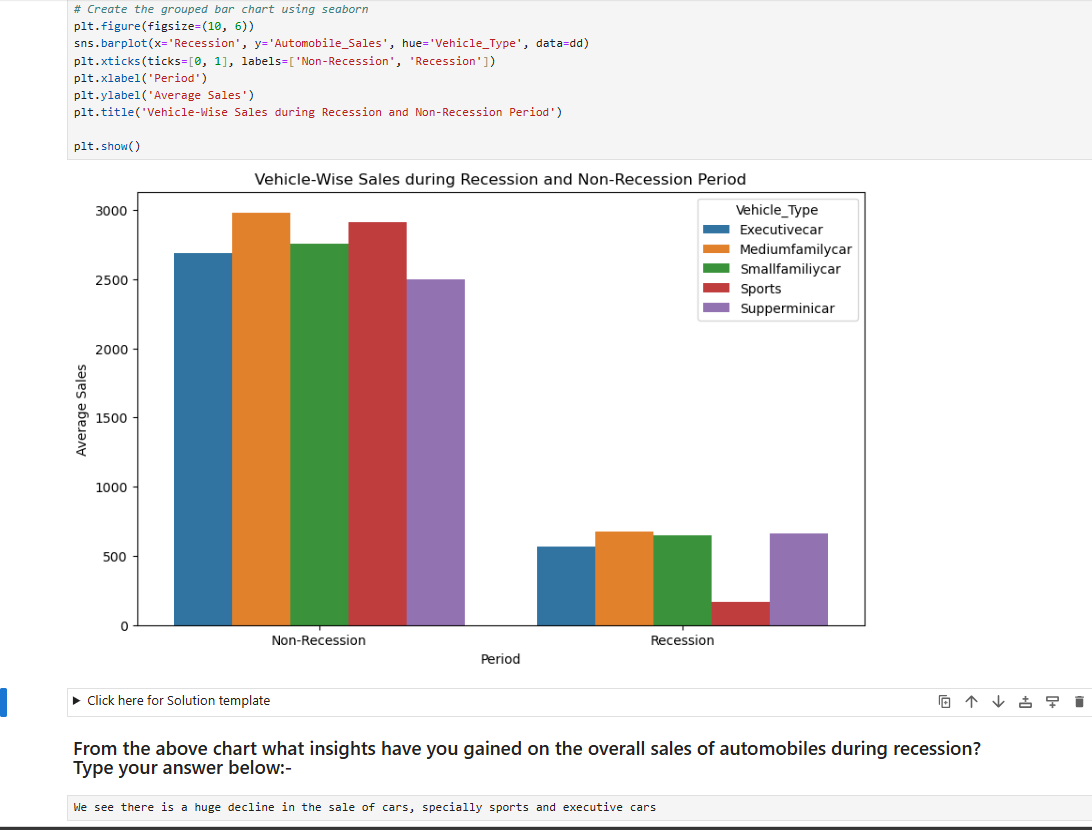 # Create the grouped bar chart using seaborn
plt.figure(figsize=(10, 6))
sns.barplot(x='Recession', y='Automobile_Sales', hue='Vehicle_Type', data=dd)
plt.xticks(ticks=[0, 1], labels=['Non-Recession', 'Recession'])
plt.xlabel('Period')
plt.ylabel('Average Sales')
plt.title('Vehicle-Wise Sales during Recession and Non-Recession Period')
plt.show()
Vehicle-Wise Sales during Recession and Non-Recession Period
3000
2500
2000
1500
1000
500
0
Average Sales
Vehicle_Type
Executivecar
Mediumfamilycar
Smallfamiliycar
Sports
Supperminicar
Non-Recession
Recession
Period
Click here for Solution template
From the above chart what insights have you gained on the overall sales of automobiles during recession?
Type your answer below:-
We see there is a huge decline in the sale of cars, specially sports and executive cars